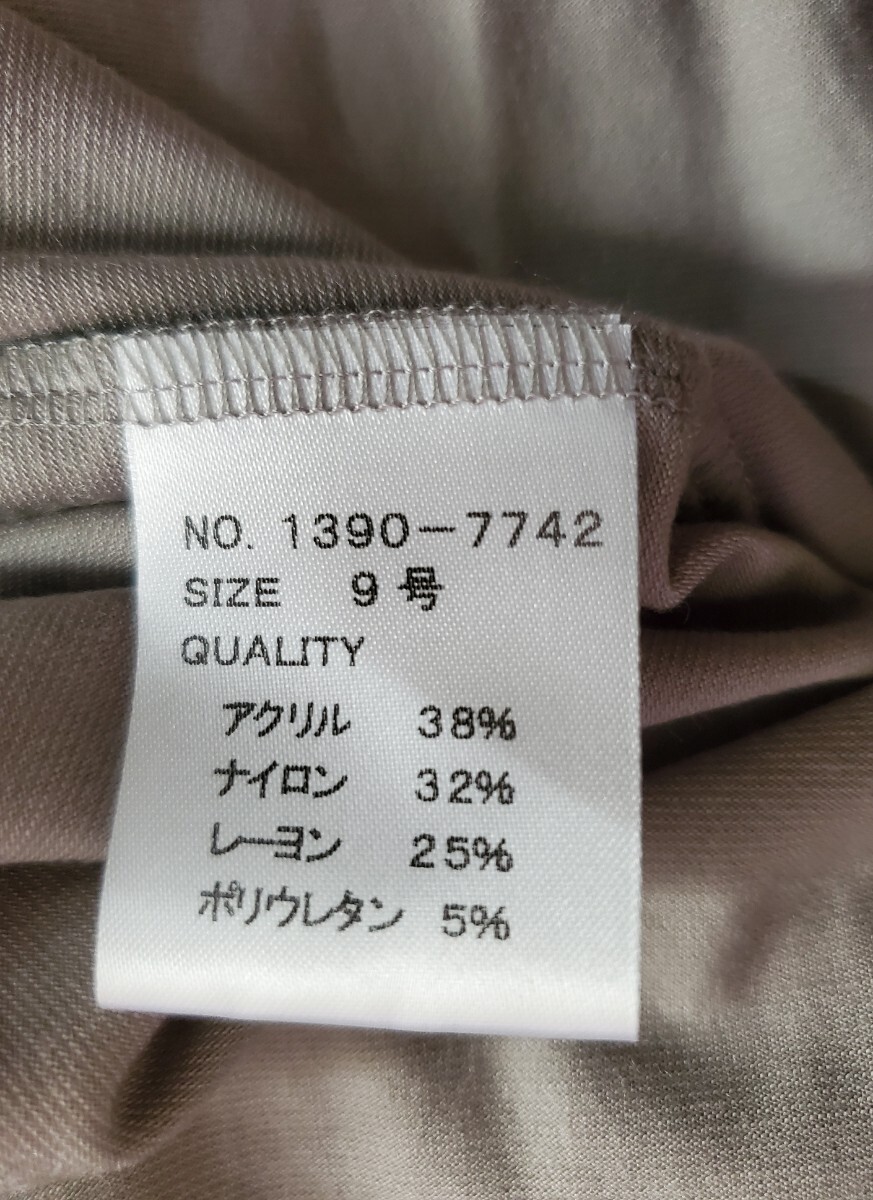 NO. 1390-7742
SIZE 9号
QUALITY
アクリル 38%
ナイロン 32%
レーヨン 25%
ポリウレタン 5%